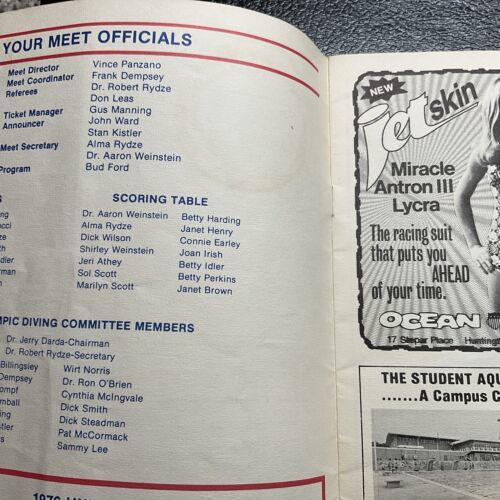 YOUR MEET OFFICIALS
Meet Director Vince Panzano
Meet Coordinator Frank Dempsey
Referees Dr. Robert Rydze
Don Leas
Ticket Manager Gus Manning
Announcer John Ward
Stan Kistler
Meet Secretary Alma Rydze
Dr. Aaron Weinstein
Program Bud Ford
SCORING TABLE
Dr. Aaron Weinstein Betty Harding
Alma Rydze Janet Henry
Dick Wilson Connie Earley
Shirley Weinstein Joan Irish
Jeri Athey Betty Idler
Sol Scott Betty Perkins
Marilyn Scott Janet Brown
PIC DIVING COMMITTEE MEMBERS
Dr. Jerry Darda-Chairman
Dr. Robert Rydze-Secretary
Billingsley Wirt Norris
Dempsey Dr. Ron O'Brien
Cynthia McIngvale
Dick Smith
Dick Steadman
Pat McCormack
Sammy Lee
NEW
jet skin
Miracle
Antron III
Lycra
The racing suit
that puts you
AHEAD
of your time.
OCEAN
17 Place
THE STUDENT AQU
.......A Campus C